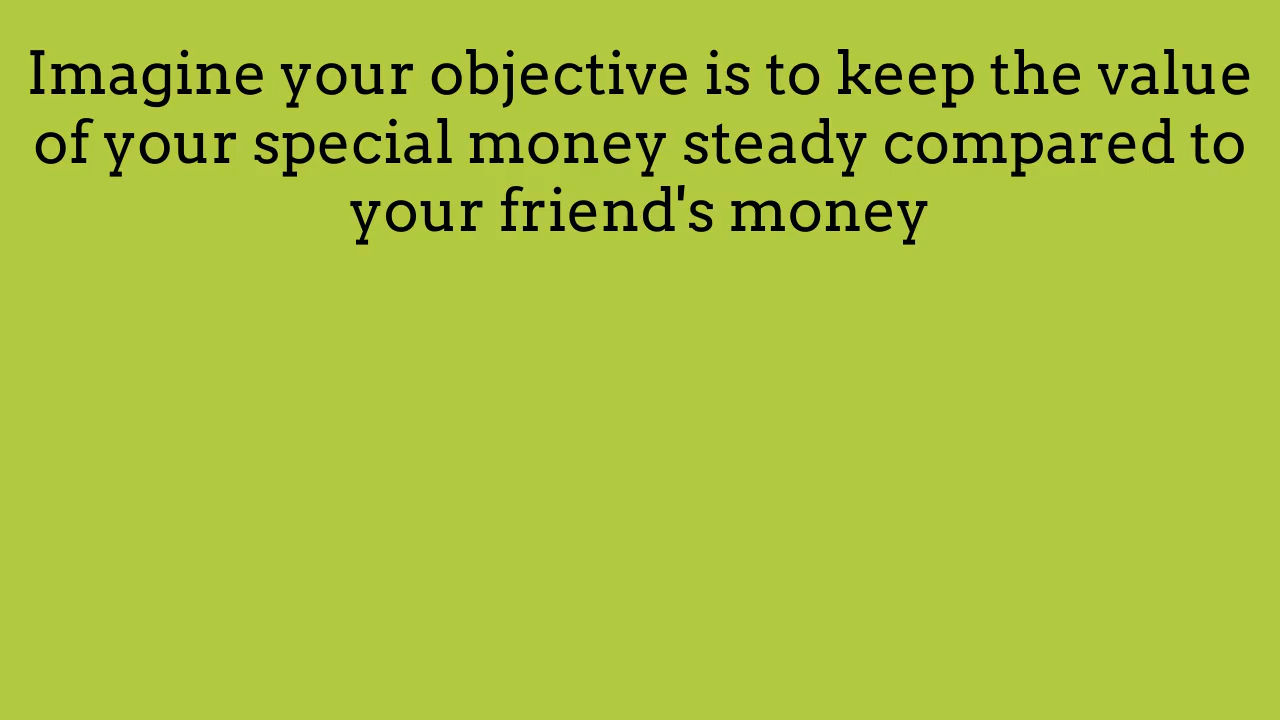 Imagine your objective is to keep the value
of your special money steady compared to
your friend's money